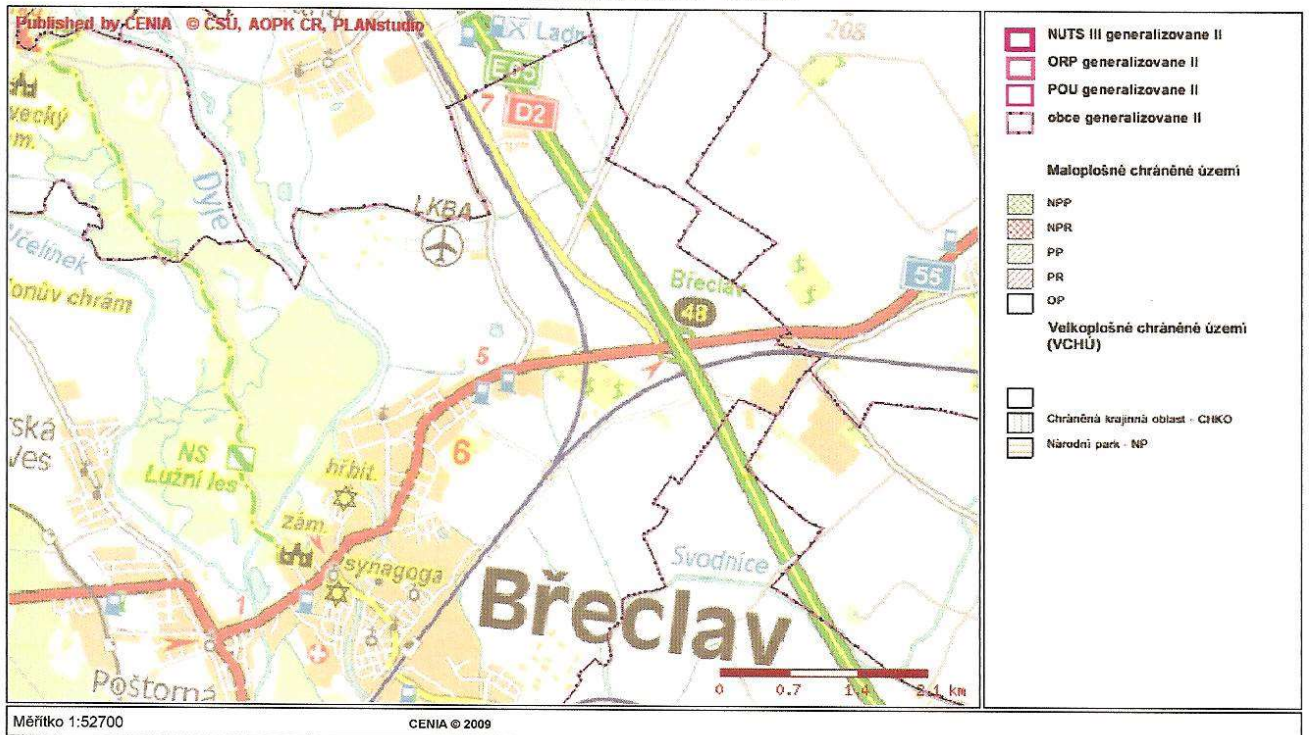 Published by CENIA © ČSÚ, AOPK ČR, PLANstudio
Ladná
208
E 65
D2
7
vecký
m.
Dyje
LKBA
Včelínek
onův chrám
55
Břeclav
48
5
6
rská
Ves
NS
Lužní les
hřbit.
zám.
synagoga
Svodnice
Břeclav
1
Poštorná
0 0.7 1.4 2.1 km
NUTS III generalizovane II
ORP generalizovane II
POU generalizovane II
obce generalizovane II
Maloplošné chráněné území
NPP
NPR
PP
PR
OP
Velkoplošné chráněné území
(VCHÚ)
Chráněná krajinná oblast - CHKO
Národní park - NP
Měřítko 1:52700
CENIA © 2009